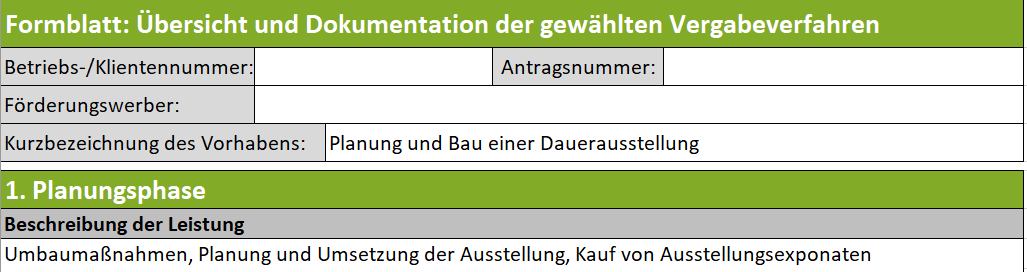 Formblatt: Übersicht und Dokumentation der gewählten Vergabeverfahren
Betriebs-/Klientennummer: Antragsnummer:
Förderungswerber:
Kurzbezeichnung des Vorhabens: Planung und Bau einer Dauerausstellung
1. Planungsphase
Beschreibung der Leistung
Umbaumaßnahmen, Planung und Umsetzung der Ausstellung, Kauf von Ausstellungsexponaten